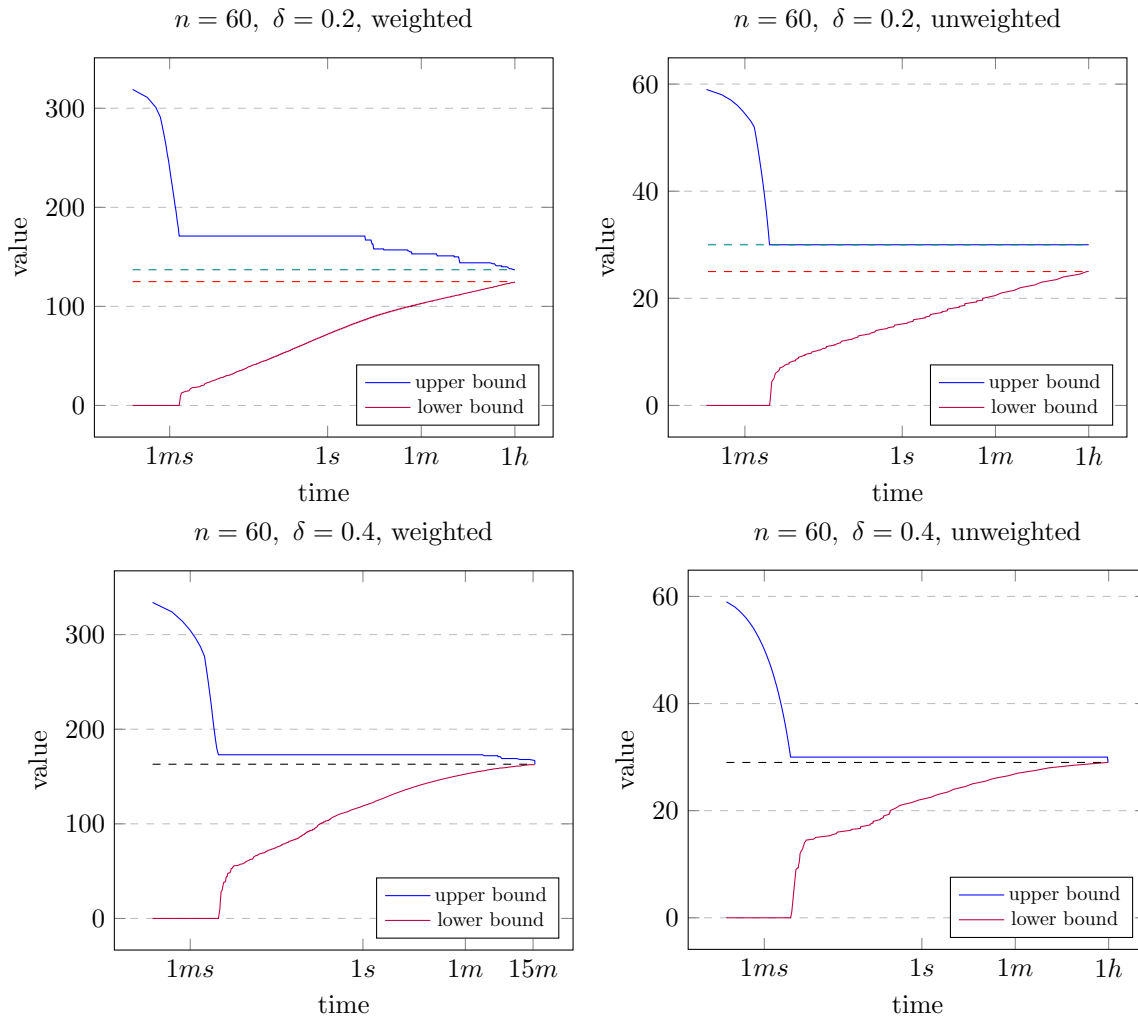 n = 60, δ = 0.2, weighted
300
200
100
0
value
1ms
1s
1m
1h
time
upper bound
lower bound
n = 60, δ = 0.2, unweighted
60
40
20
0
value
1ms
1s
1m
1h
time
upper bound
lower bound
n = 60, δ = 0.4, weighted
300
200
100
0
value
1ms
1s
1m
15m
time
upper bound
lower bound
n = 60, δ = 0.4, unweighted
60
40
20
0
value
1ms
1s
1m
1h
time
upper bound
lower bound